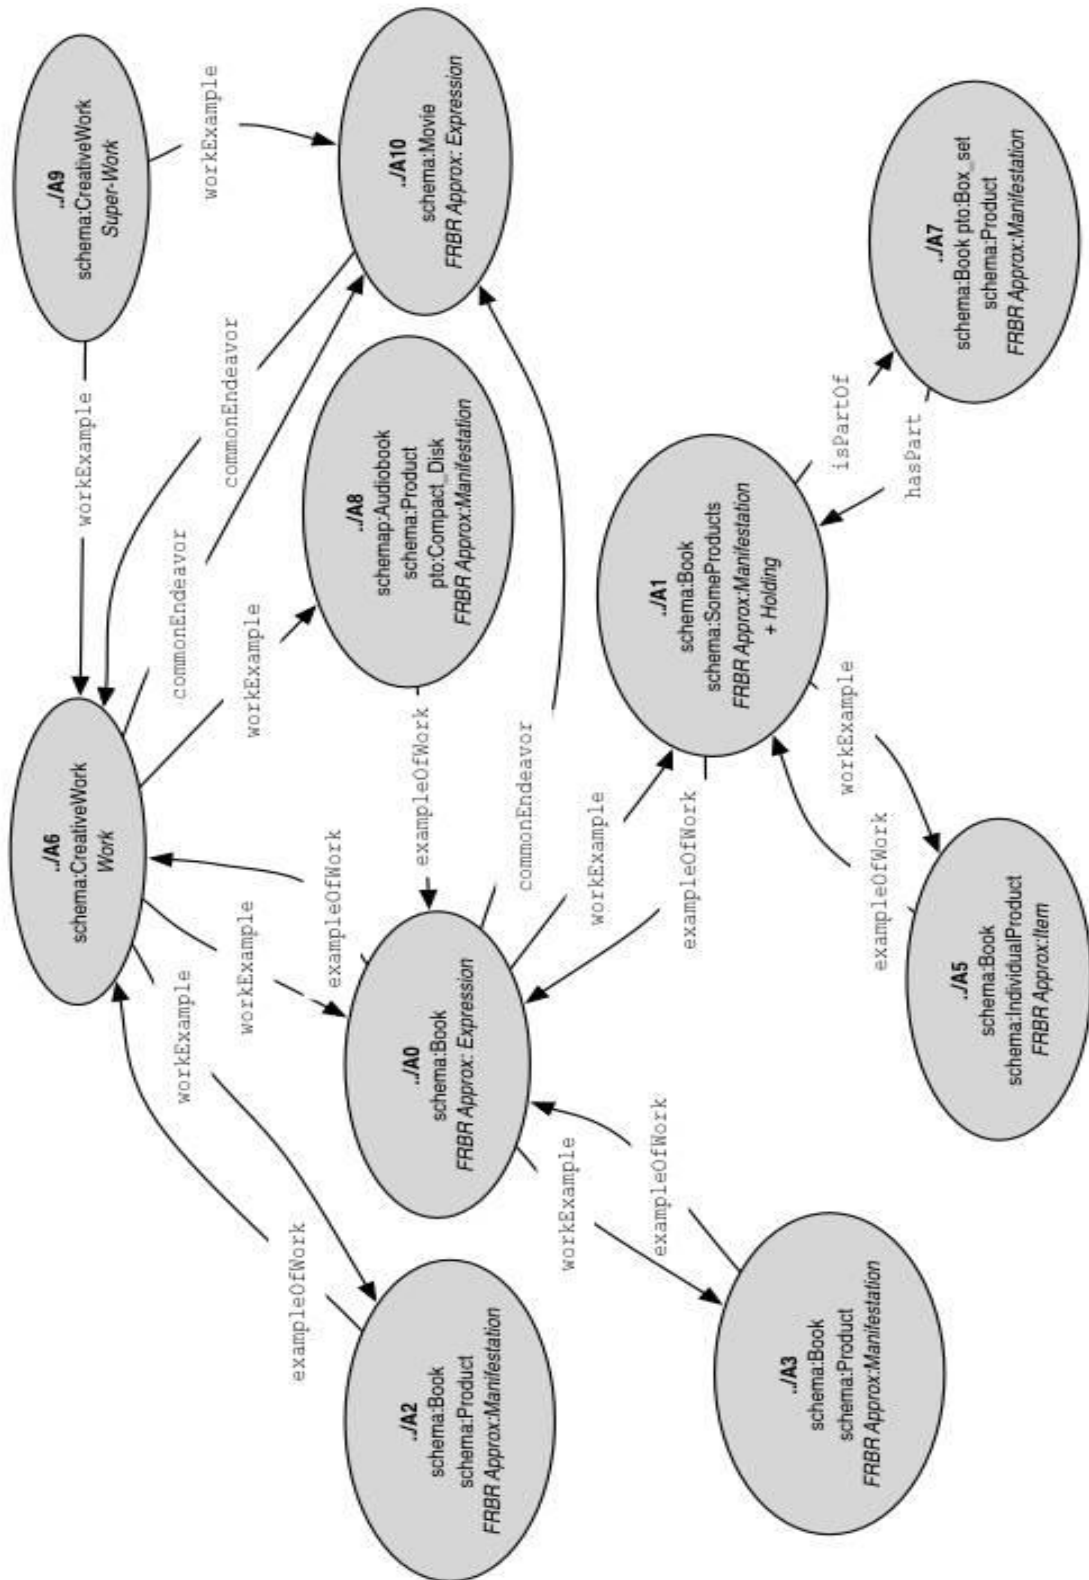 ../A9
schema:CreativeWork
Super-Work
workExample
workExample
../A6
schema:CreativeWork
Work
../A10
schema:Movie
FRBR Approx: Expression
commonEndeavor
commonEndeavor
workExample
../A8
schemap:Audiobook
schema:Product
pto:Compact_Disk
FRBR Approx:Manifestation
exampleOfWork
workExample
exampleOfWork
workExample
exampleOfWork
../A2
schema:Book
schema:Product
FRBR Approx:Manifestation
../A0
schema:Book
FRBR Approx: Expression
commonEndeavor
workExample
exampleOfWork
workExample
exampleOfWork
../A3
schema:Book
schema:Product
FRBR Approx:Manifestation
../A1
schema:Book
schema:SomeProducts
FRBR Approx:Manifestation
+ Holding
isPartOf
hasPart
../A7
schema:Book pto:Box_set
schema:Product
FRBR Approx:Manifestation
workExample
exampleOfWork
../A5
schema:Book
schema:IndividualProduct
FRBR Approx:Item